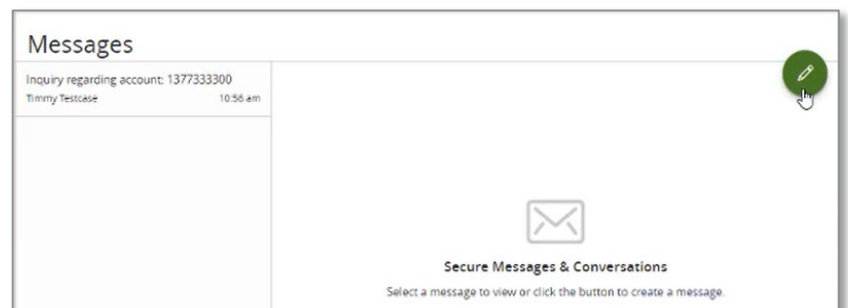 Messages
Inquiry regarding account: 1377333300
Timmy Testcase 10:56 am
Secure Messages & Conversations
Select a message to view or click the button to create a message.